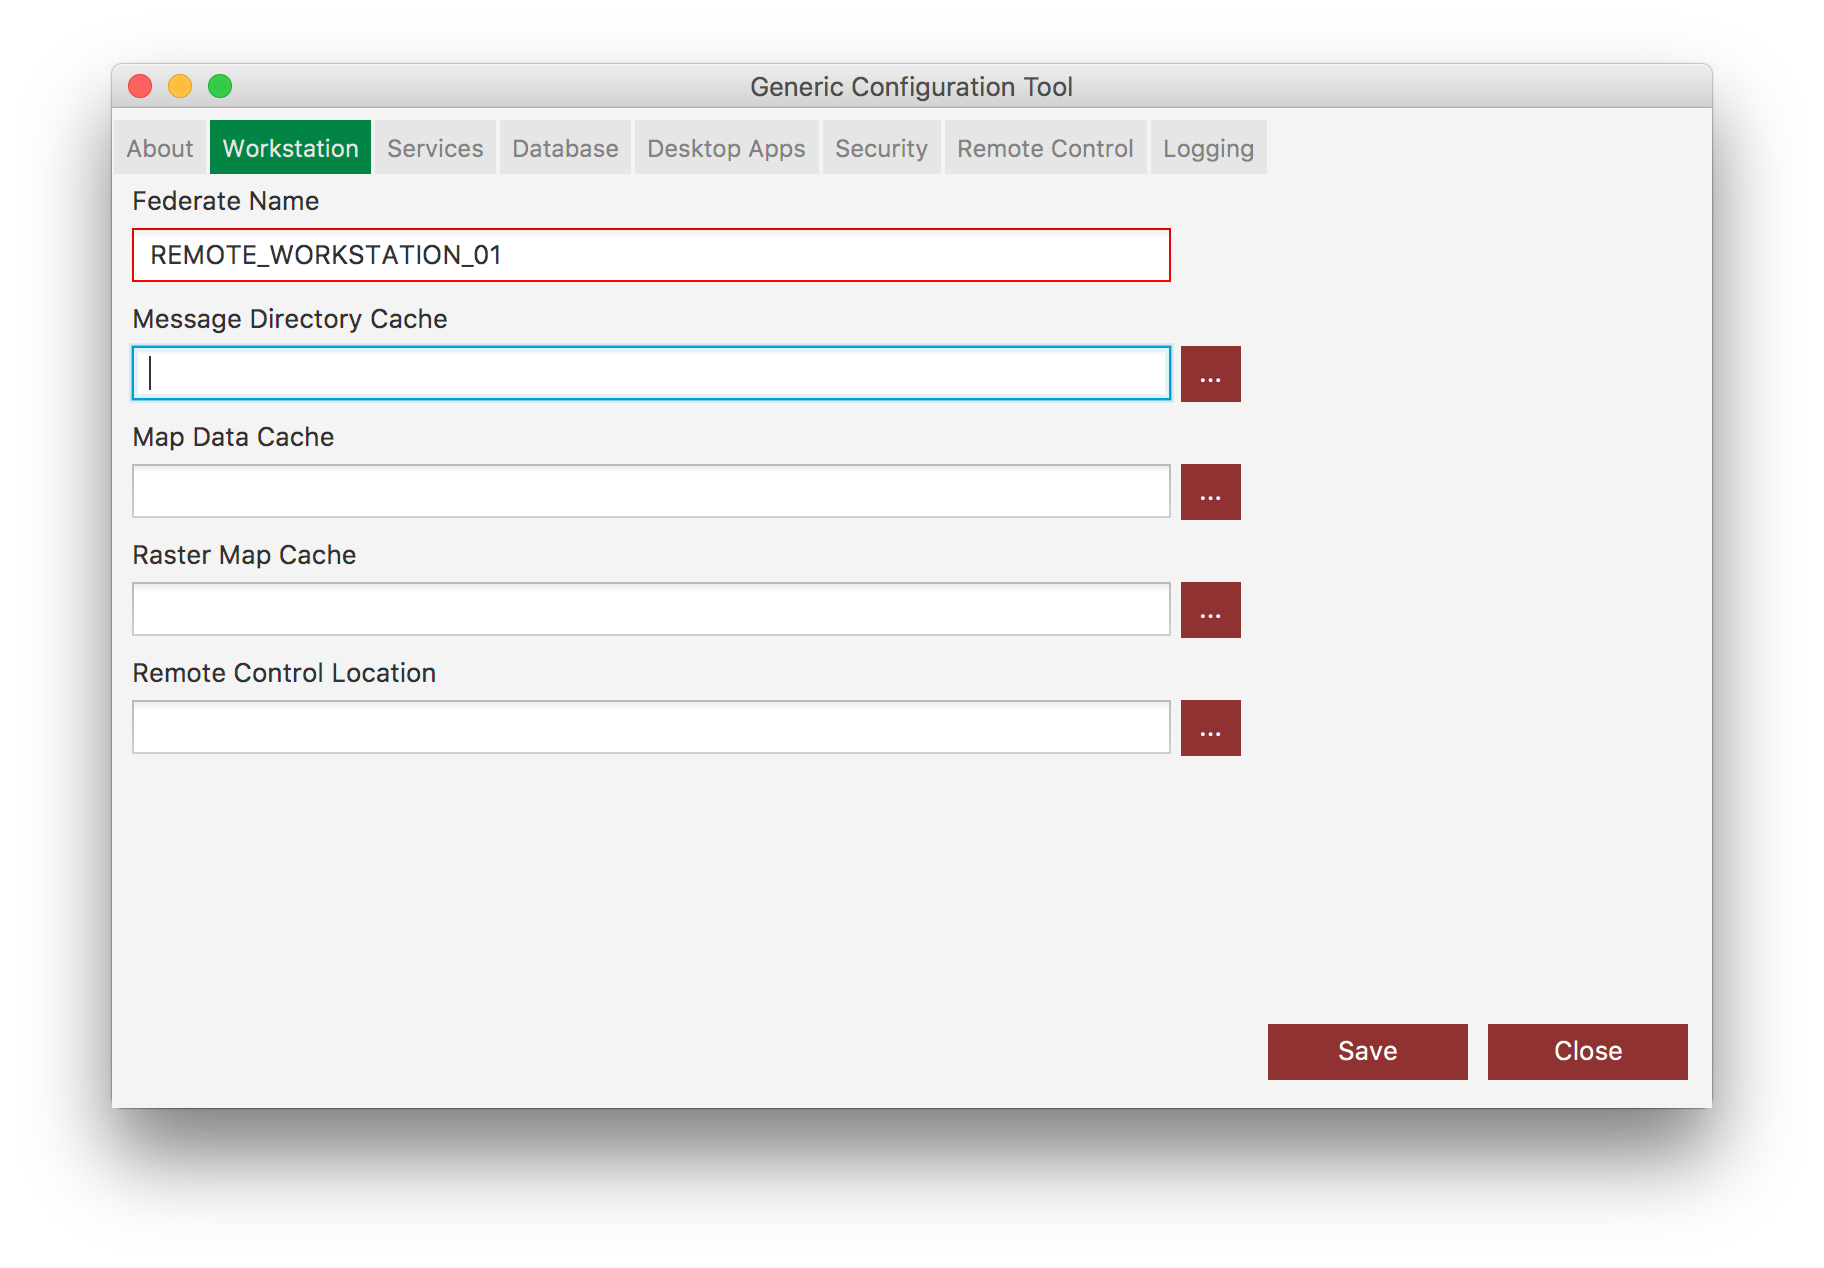 Generic Configuration Tool
About Workstation Services Database Desktop Apps Security Remote Control Logging
Federate Name
REMOTE_WORKSTATION_01
Message Directory Cache
...
Map Data Cache
...
Raster Map Cache
...
Remote Control Location
...
Save Close